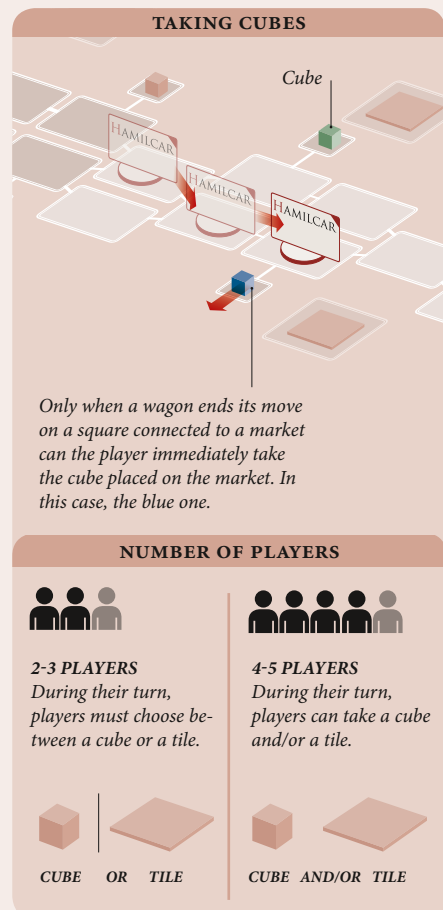 TAKING CUBES
Cube
HAMILCAR
HAMILCAR
HAMILCAR
Only when a wagon ends its move
on a square connected to a market
can the player immediately take
the cube placed on the market. In
this case, the blue one.
NUMBER OF PLAYERS
2-3 PLAYERS
During their turn,
players must choose be-
tween a cube or a tile.
CUBE OR TILE
4-5 PLAYERS
During their turn,
players can take a cube
and/or a tile.
CUBE AND/OR TILE